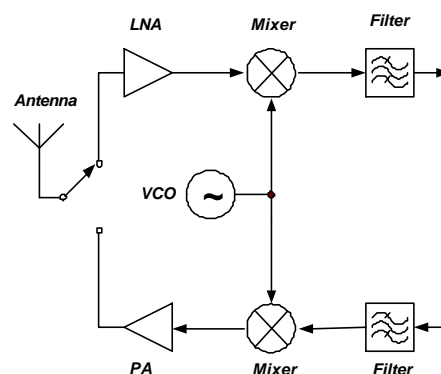 LNA
Mixer
Filter
Antenna
VCO
~
PA
Mixer
Filter